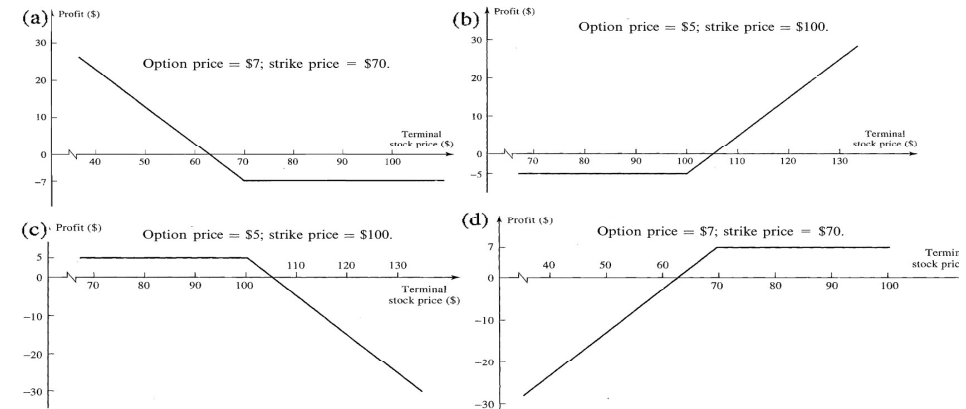 (a) Profit ($)
Option price = $7; strike price = $70.
30
20
10
0
-7
40 50 60 70 80 90 100
Terminal
stock price ($)
(b) Profit ($)
Option price = $5; strike price = $100.
30
20
10
0
-5
70 80 90 100 110 120 130
Terminal
stock price ($)
(c) Profit ($)
Option price = $5; strike price = $100.
5
0
-10
-20
-30
70 80 90 100 110 120 130
Terminal
stock price ($)
(d) Profit ($)
Option price = $7; strike price = $70.
7
0
-10
-20
-30
40 50 60 70 80 90 100
Termin
stock pric